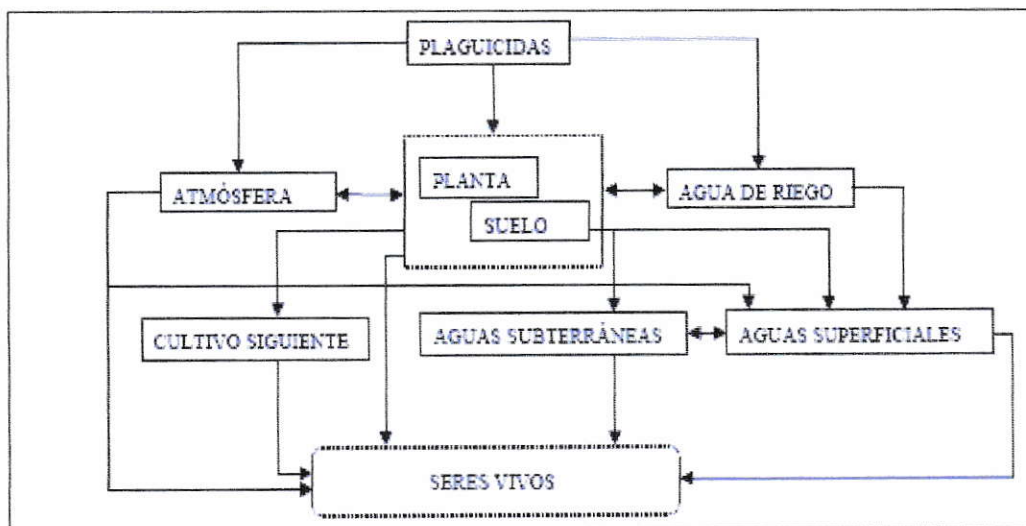 PLAGUICIDAS
PLANTA
ATMÓSFERA
AGUA DE RIEGO
SUELO
CULTIVO SIGUIENTE
AGUAS SUBTERRÁNEAS
AGUAS SUPERFICIALES
SERES VIVOS